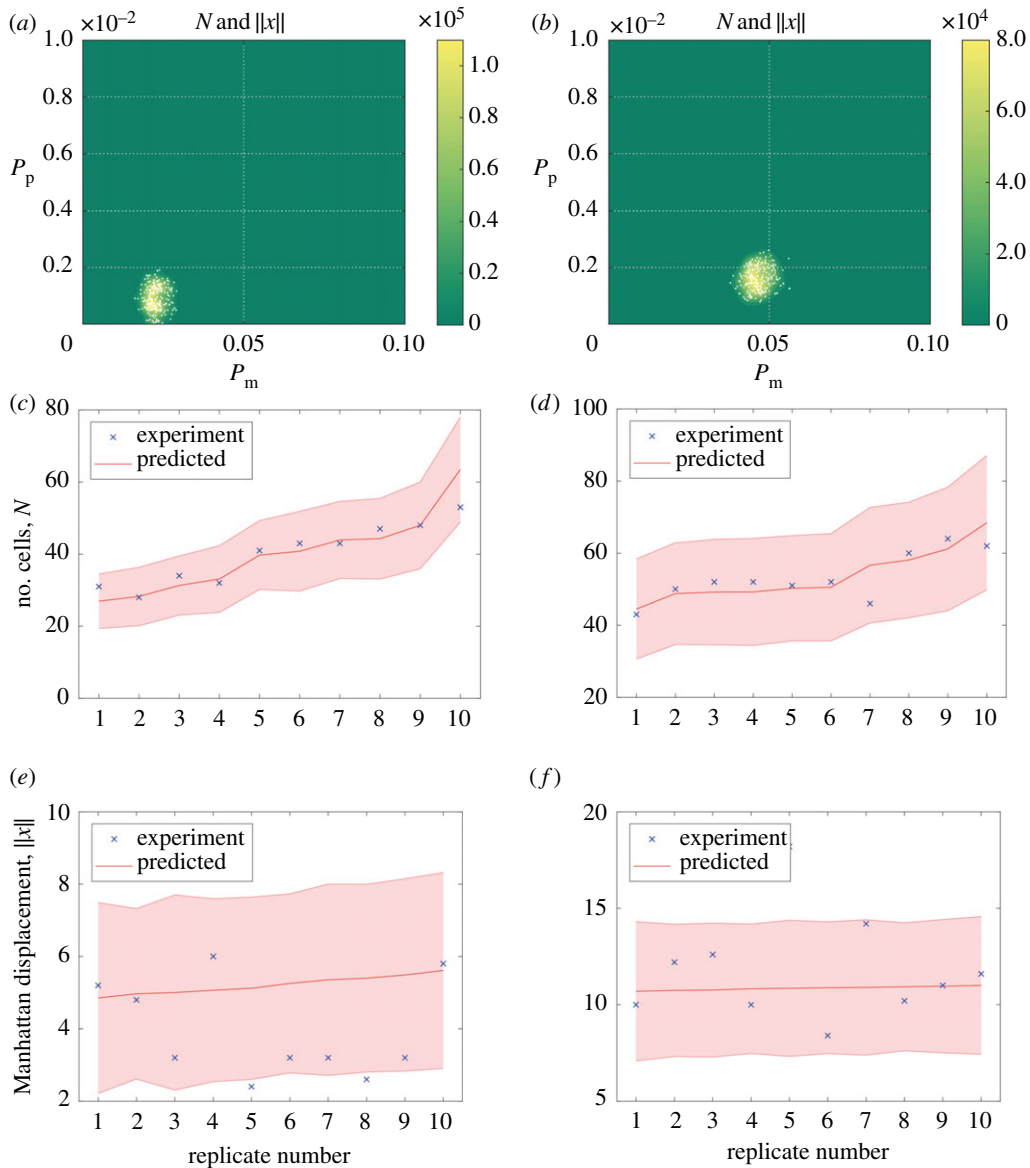 (a) ×10⁻² N and ||x|| ×10⁵
1.0
0.8
0.6
Pp
0.4
0.2
0 0.05 0.10
Pm
1.0
0.8
0.6
0.4
0.2
0
(b) ×10⁻² N and ||x|| ×10⁴
1.0
0.8
0.6
Pp
0.4
0.2
0 0.05 0.10
Pm
8.0
60
40
20
0
(c)
80
60
40
20
0
no. cells, N
× experiment
predicted
1 2 3 4 5 6 7 8 9 10
(d)
100
80
60
40
20
× experiment
predicted
1 2 3 4 5 6 7 8 9 10
(e)
10
8
6
4
2
Manhattan displacement, ||x||
× experiment
predicted
1 2 3 4 5 6 7 8 9 10
replicate number
(f)
20
15
10
5
× experiment
predicted
1 2 3 4 5 6 7 8 9 10
replicate number